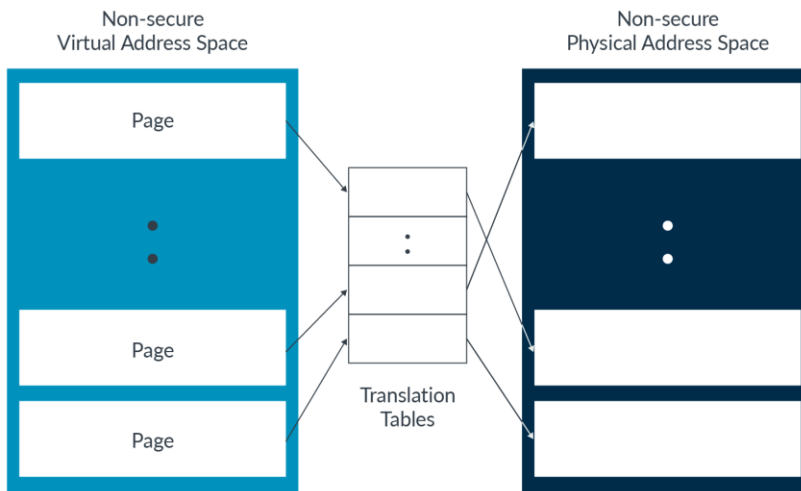 Non-secure
Virtual Address Space
Non-secure
Physical Address Space
Page
Page
Page
Translation
Tables